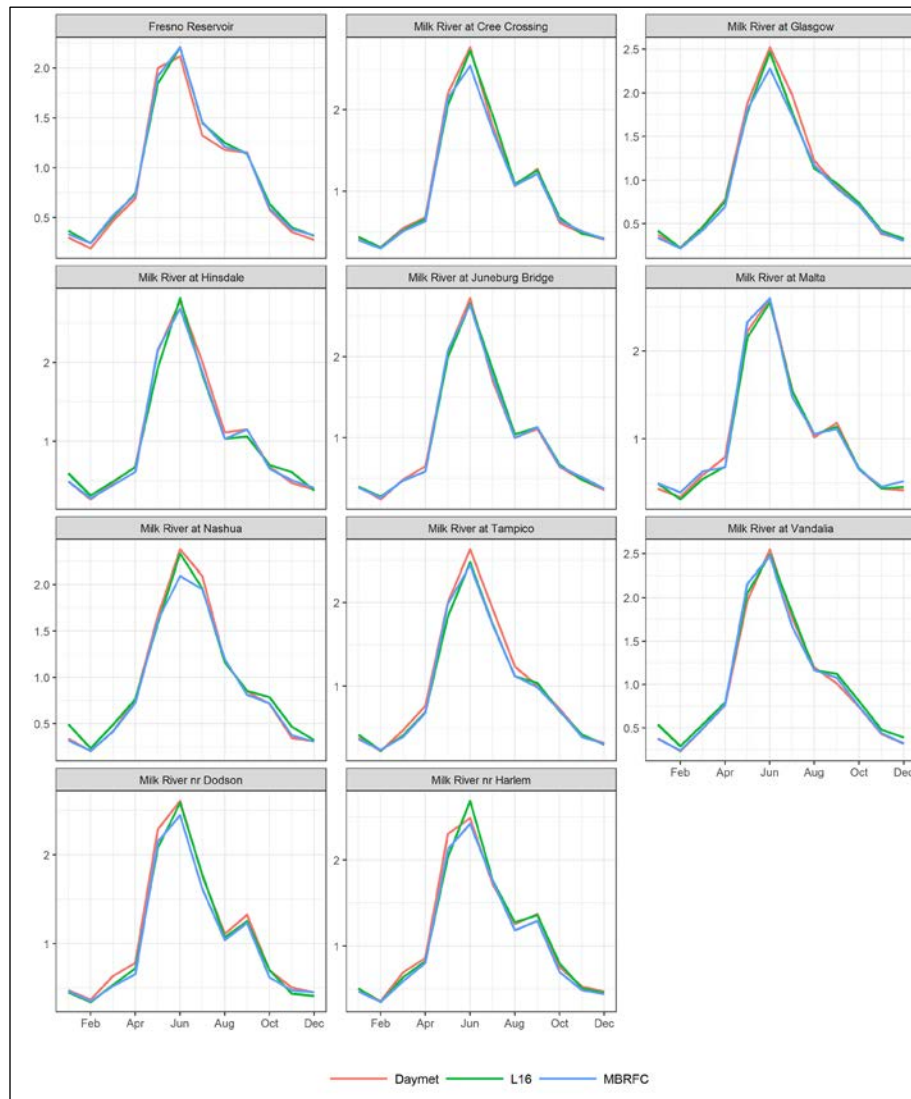 Fresno Reservoir
Milk River at Cree Crossing
Milk River at Glasgow
2.0
1.5
1.0
0.5
2
1
2.5
2.0
1.5
1.0
0.5
Milk River at Hinsdale
Milk River at Juneburg Bridge
Milk River at Malta
2
1
2
1
2
1
Milk River at Nashua
Milk River at Tampico
Milk River at Vandalia
2.0
1.5
1.0
0.5
2
1
2.5
2.0
1.5
1.0
0.5
Feb Apr Jun Aug Oct Dec
Milk River nr Dodson
Milk River nr Harlem
2
1
2
1
Feb Apr Jun Aug Oct Dec
Feb Apr Jun Aug Oct Dec
Daymet L16 MBRFC